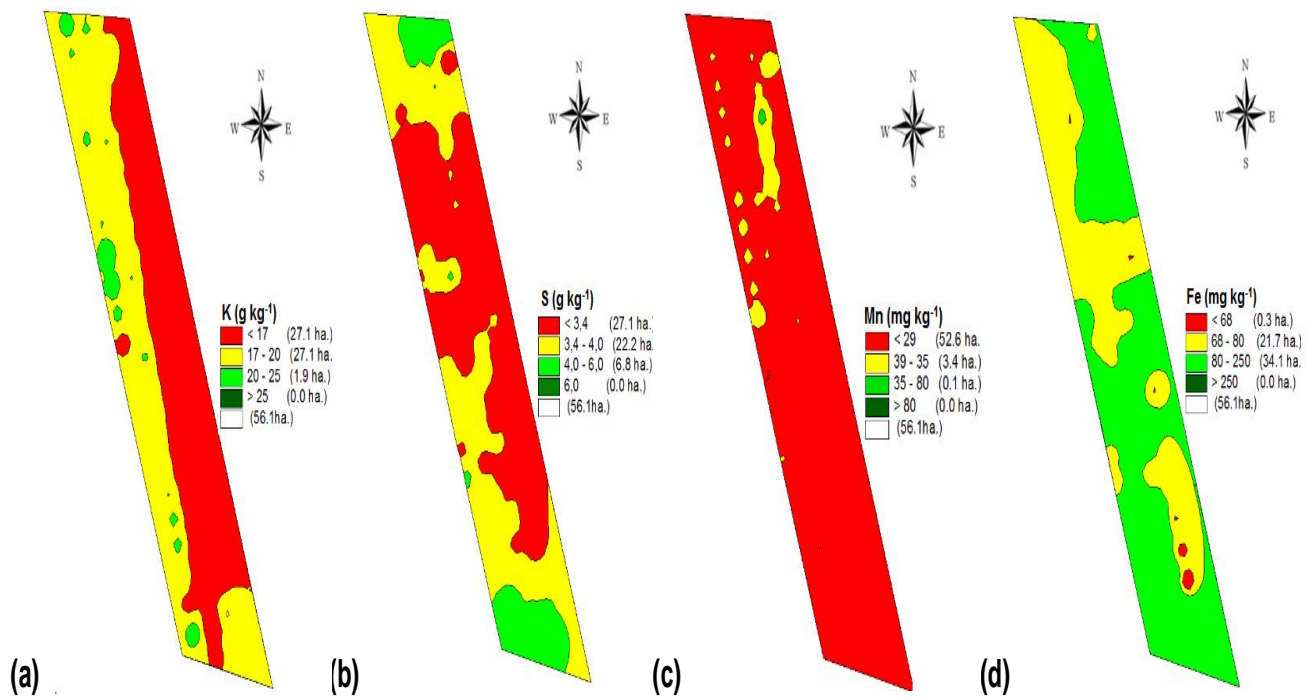 N
W E
S
K (g kg⁻¹)
< 17 (27.1 ha.)
17 - 20 (27.1 ha.)
20 - 25 (1.9 ha.)
> 25 (0.0 ha.)
(56.1ha.)
(a)
N
W E
S
S (g kg⁻¹)
< 3,4 (27.1 ha.)
3,4 - 4,0 (22.2 ha.)
4,0 - 6,0 (6.8 ha.)
6,0 (0.0 ha.)
(56.1ha.)
(b)
N
W E
S
Mn (mg kg⁻¹)
< 29 (52.6 ha.
39 - 35 (3.4 ha.)
35 - 80 (0.1 ha.)
> 80 (0.0 ha.)
(56.1ha.)
(c)
N
W E
S
Fe (mg kg⁻¹)
< 68 (0.3 ha.)
68 - 80 (21.7 ha.)
80 - 250 (34.1 ha.)
> 250 (0.0 ha.)
(56.1ha.)
(d)